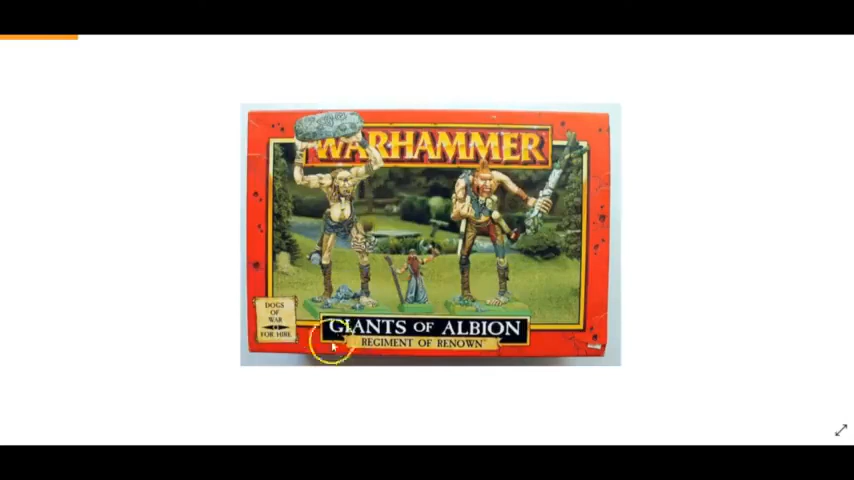 WARHAMMER
DOGS
OF
WAR
FOR HIRE
GIANTS OF ALBION
REGIMENT OF RENOWN